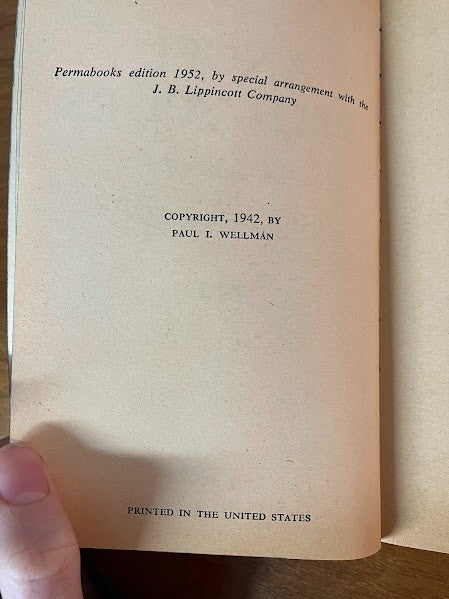 Permabooks edition 1952, by special arrangement with the
J. B. Lippincott Company
COPYRIGHT, 1942, BY
PAUL I. WELLMAN
PRINTED IN THE UNITED STATES